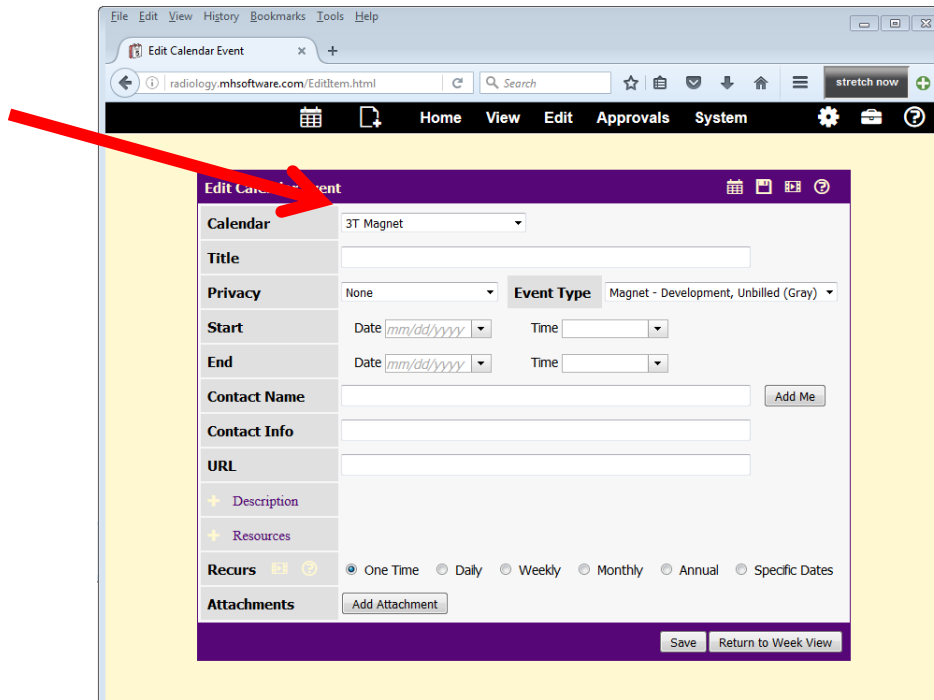 File Edit View History Bookmarks Tools Help
Edit Calendar Event × +
radiology.mhsoftware.com/EditItem.html Search stretch now
Home View Edit Approvals System
Edit
3T Magnet
Calendar
Title
Privacy None Event Type Magnet - Development, Unbilled (Gray)
Start Date mm/dd/yyyy Time
End Date mm/dd/yyyy Time
Contact Name Add Me
Contact Info
URL
+ Description
+ Resources
Recurs One Time Daily Weekly Monthly Annual Specific Dates
Attachments Add Attachment
Save Return to Week View